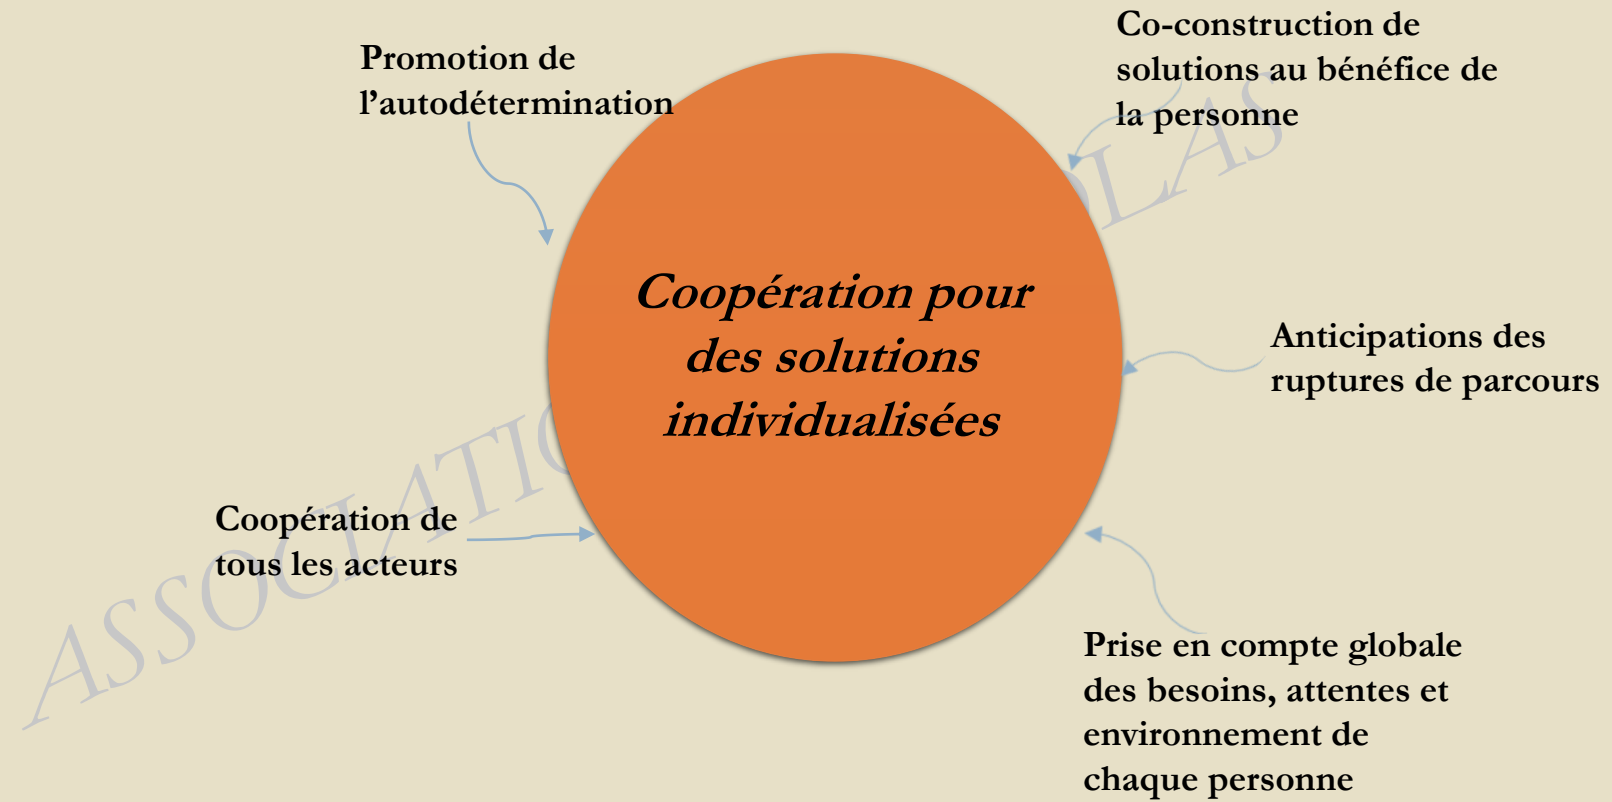 Promotion de
l’autodétermination
Co-construction de
solutions au bénéfice de
la personne
Coopération pour
des solutions
individualisées
Anticipations des
ruptures de parcours
Coopération de
tous les acteurs
Prise en compte globale
des besoins, attentes et
environnement de
chaque personne